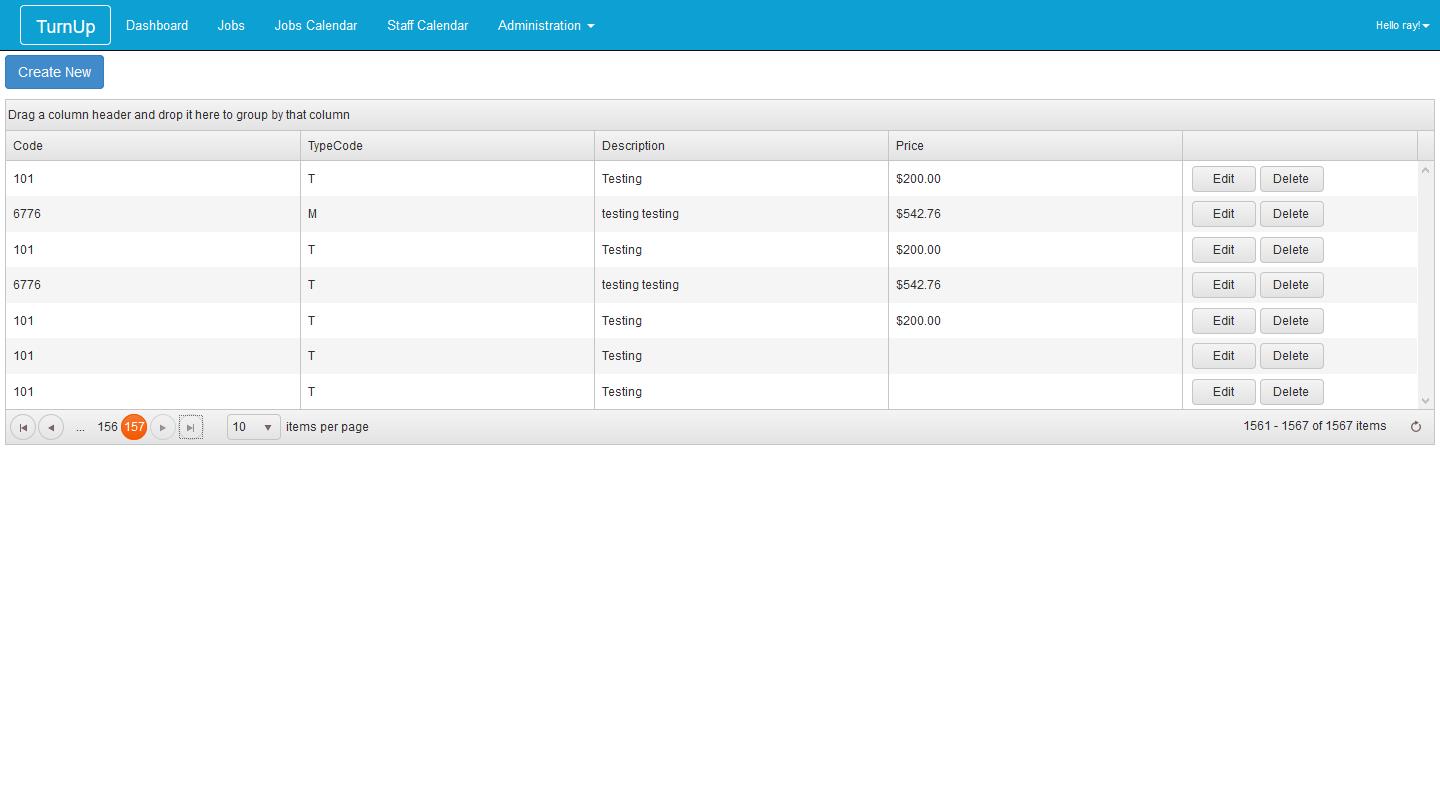 TurnUp Dashboard Jobs Jobs Calendar Staff Calendar Administration Hello ray!
Create New
Drag a column header and drop it here to group by that column
Code TypeCode Description Price
101 T Testing $200.00 Edit Delete
6776 M testing testing $542.76 Edit Delete
101 T Testing $200.00 Edit Delete
6776 T testing testing $542.76 Edit Delete
101 T Testing $200.00 Edit Delete
101 T Testing Edit Delete
101 T Testing Edit Delete
... 156 157 10 items per page 1561 - 1567 of 1567 items